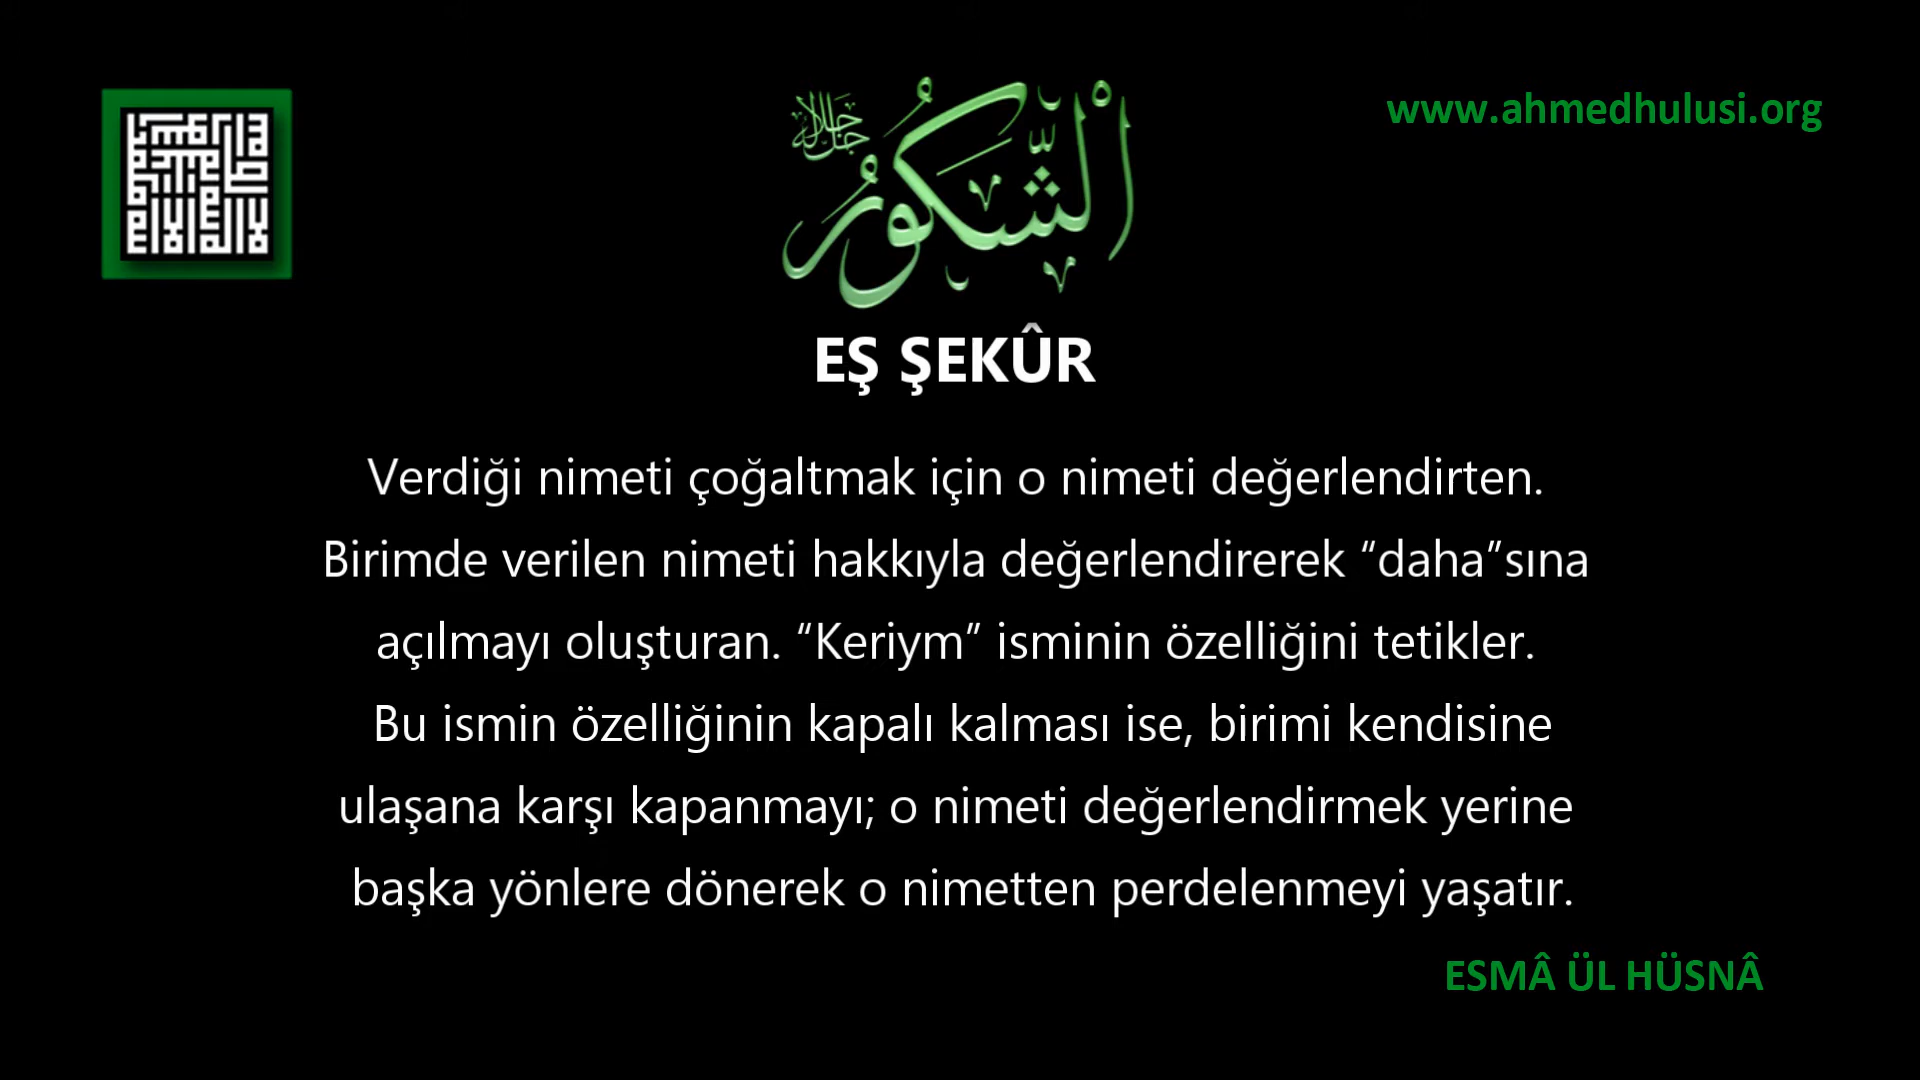 www.ahmedhulusi.org
اَلْشَّكُورُ
جل جلاله
EŞ ŞEKÛR
Verdiği nimeti çoğaltmak için o nimeti değerlendirten.
Birimde verilen nimeti hakkıyla değerlendirerek “daha”sına
açılmayı oluşturan. “Keriym” isminin özelliğini tetikler.
Bu ismin özelliğinin kapalı kalması ise, birimi kendisine
ulaşana karşı kapanmayı; o nimeti değerlendirmek yerine
başka yönlere dönerek o nimetten perdelenmeyi yaşatır.
ESMÂ ÜL HÜSNÂ